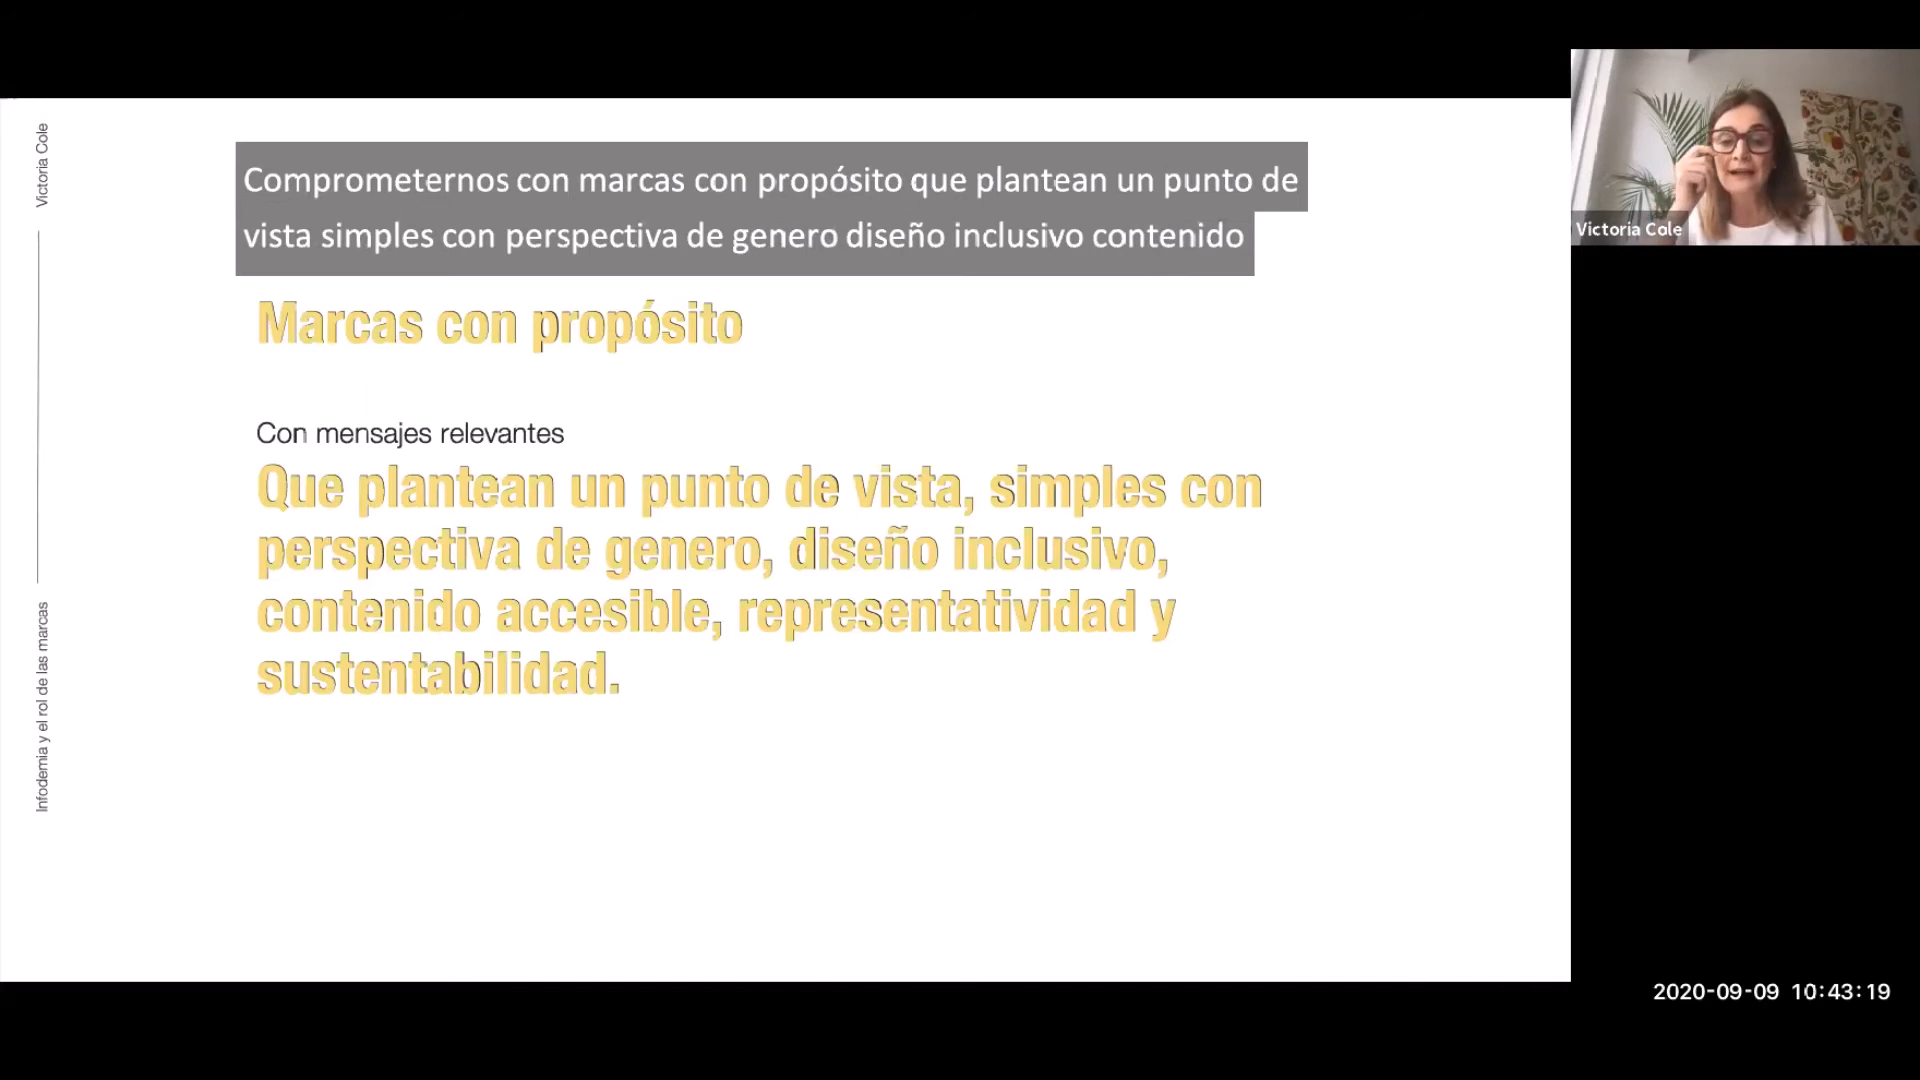 Victoria Cole
Infodemia y el rol de las marcas
Comprometernos con marcas con propósito que plantean un punto de
vista simples con perspectiva de genero diseño inclusivo contenido
Marcas con propósito
Con mensajes relevantes
Que plantean un punto de vista, simples con
perspectiva de genero, diseño inclusivo,
contenido accesible, representatividad y
sustentabilidad.
Victoria Cole
2020-09-09 10:43:19